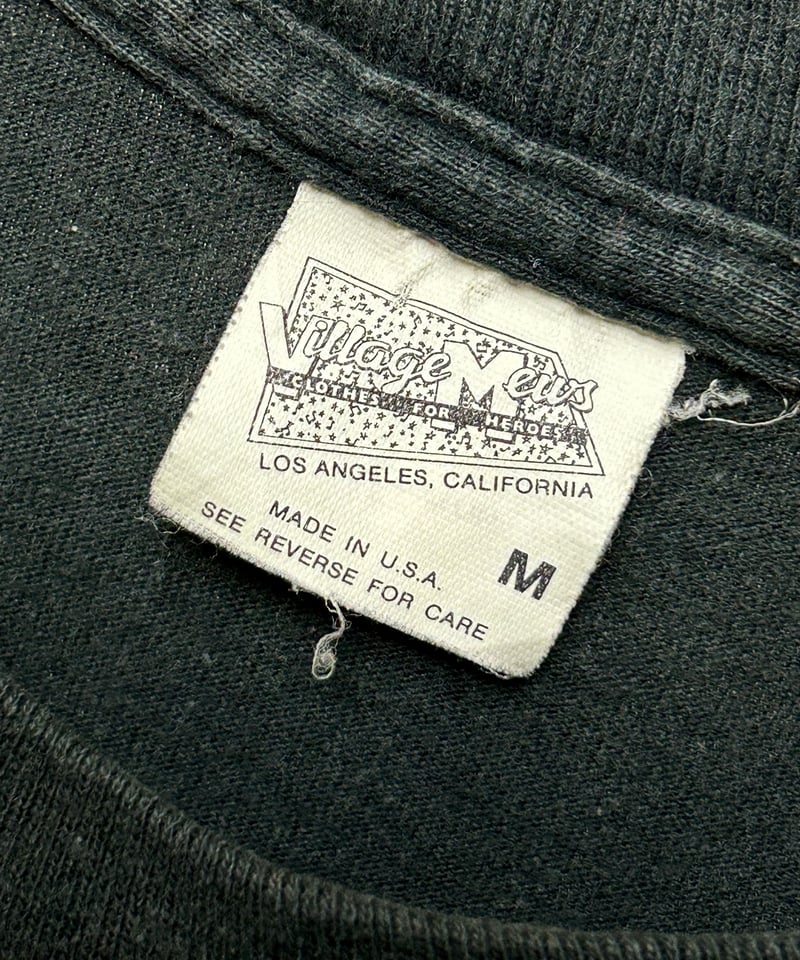 Village Mews
CLOTHES FOR HEROES
LOS ANGELES, CALIFORNIA
MADE IN U.S.A.
SEE REVERSE FOR CARE
M